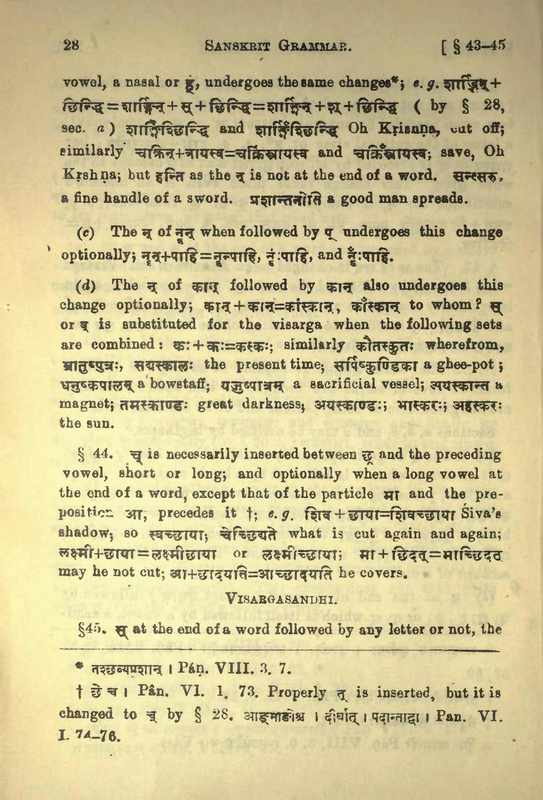 28 SANSKRIT GRAMMAR. [ § 43–45
vowel, a nasal or ह्, undergoes the same changes*; e. g. शार्ङ्गिन्+
छिन्द्धि=शार्ङ्गिन्+स्+छिन्द्धि=शार्ङ्गिन्+श्+छिन्द्धि ( by § 28,
sec. a ) शार्ङ्गिंश्छिन्द्धि and शार्ङ्गिँश्छिन्द्धि Oh Krisnna, cut off;
similarly चक्रिन्+त्रायस्व=चक्रिंस्त्रायस्व and चक्रिँस्त्रायस्व; save, Oh
Krshna; but हन्ति as the न् is not at the end of a word. सन्त्सरु,
a fine handle of a sword. प्रशान्तनोति a good man spreads.
(c) The न् of नॄन् when followed by प् undergoes this change
optionally; नॄन्+पाहि=नॄन्पाहि, नॄं:पाहि, and नॄँ:पाहि.
(d) The न् of कान् followed by कान् also undergoes this
change optionally; कान्+कान्=कांस्कान्, काँस्कान् to whom? स्
or ष् is substituted for the visarga when the following sets
are combined : कः+कः=कस्कः; similarly कौतस्कुतः wherefrom,
भ्रातुष्पुत्रः, सद्यस्कालः the present time; सर्पिष्कुण्डिका a ghee-pot;
धनुष्कपालम् a bowstaff; यजुष्पात्रम् a sacrificial vessel; अयस्कान्त a
magnet; तमस्काण्डः great darkness; अयस्काण्डः; भास्करः; अहस्करः
the sun.
§ 44. च् is necessarily inserted between छ् and the preceding
vowel, short or long; and optionally when a long vowel at
the end of a word, except that of the particle मा and the pre-
position आ, precedes it †; e. g. शिव+छाया=शिवच्छाया Śiva's
shadow; so स्वच्छाया; चेच्छिद्यते what is cut again and again;
लक्ष्मी+छाया=लक्ष्मीछाया or लक्ष्मीच्छाया; मा+छिदत्=माच्छिदत्
may he not cut; आ+छादयति=आच्छादयति he covers.
VISARGASANDHI.
§45. स् at the end of a word followed by any letter or not, the
* नश्छव्यप्रशान् । Pán. VIII. 3. 7.
† छे च । Pân. VI. 1. 73. Properly त् is inserted, but it is
changed to च् by § 28. आङ्माङोश्च । दीर्घात् । पदान्ताद्वा । Pan. VI.
I. 74–76.